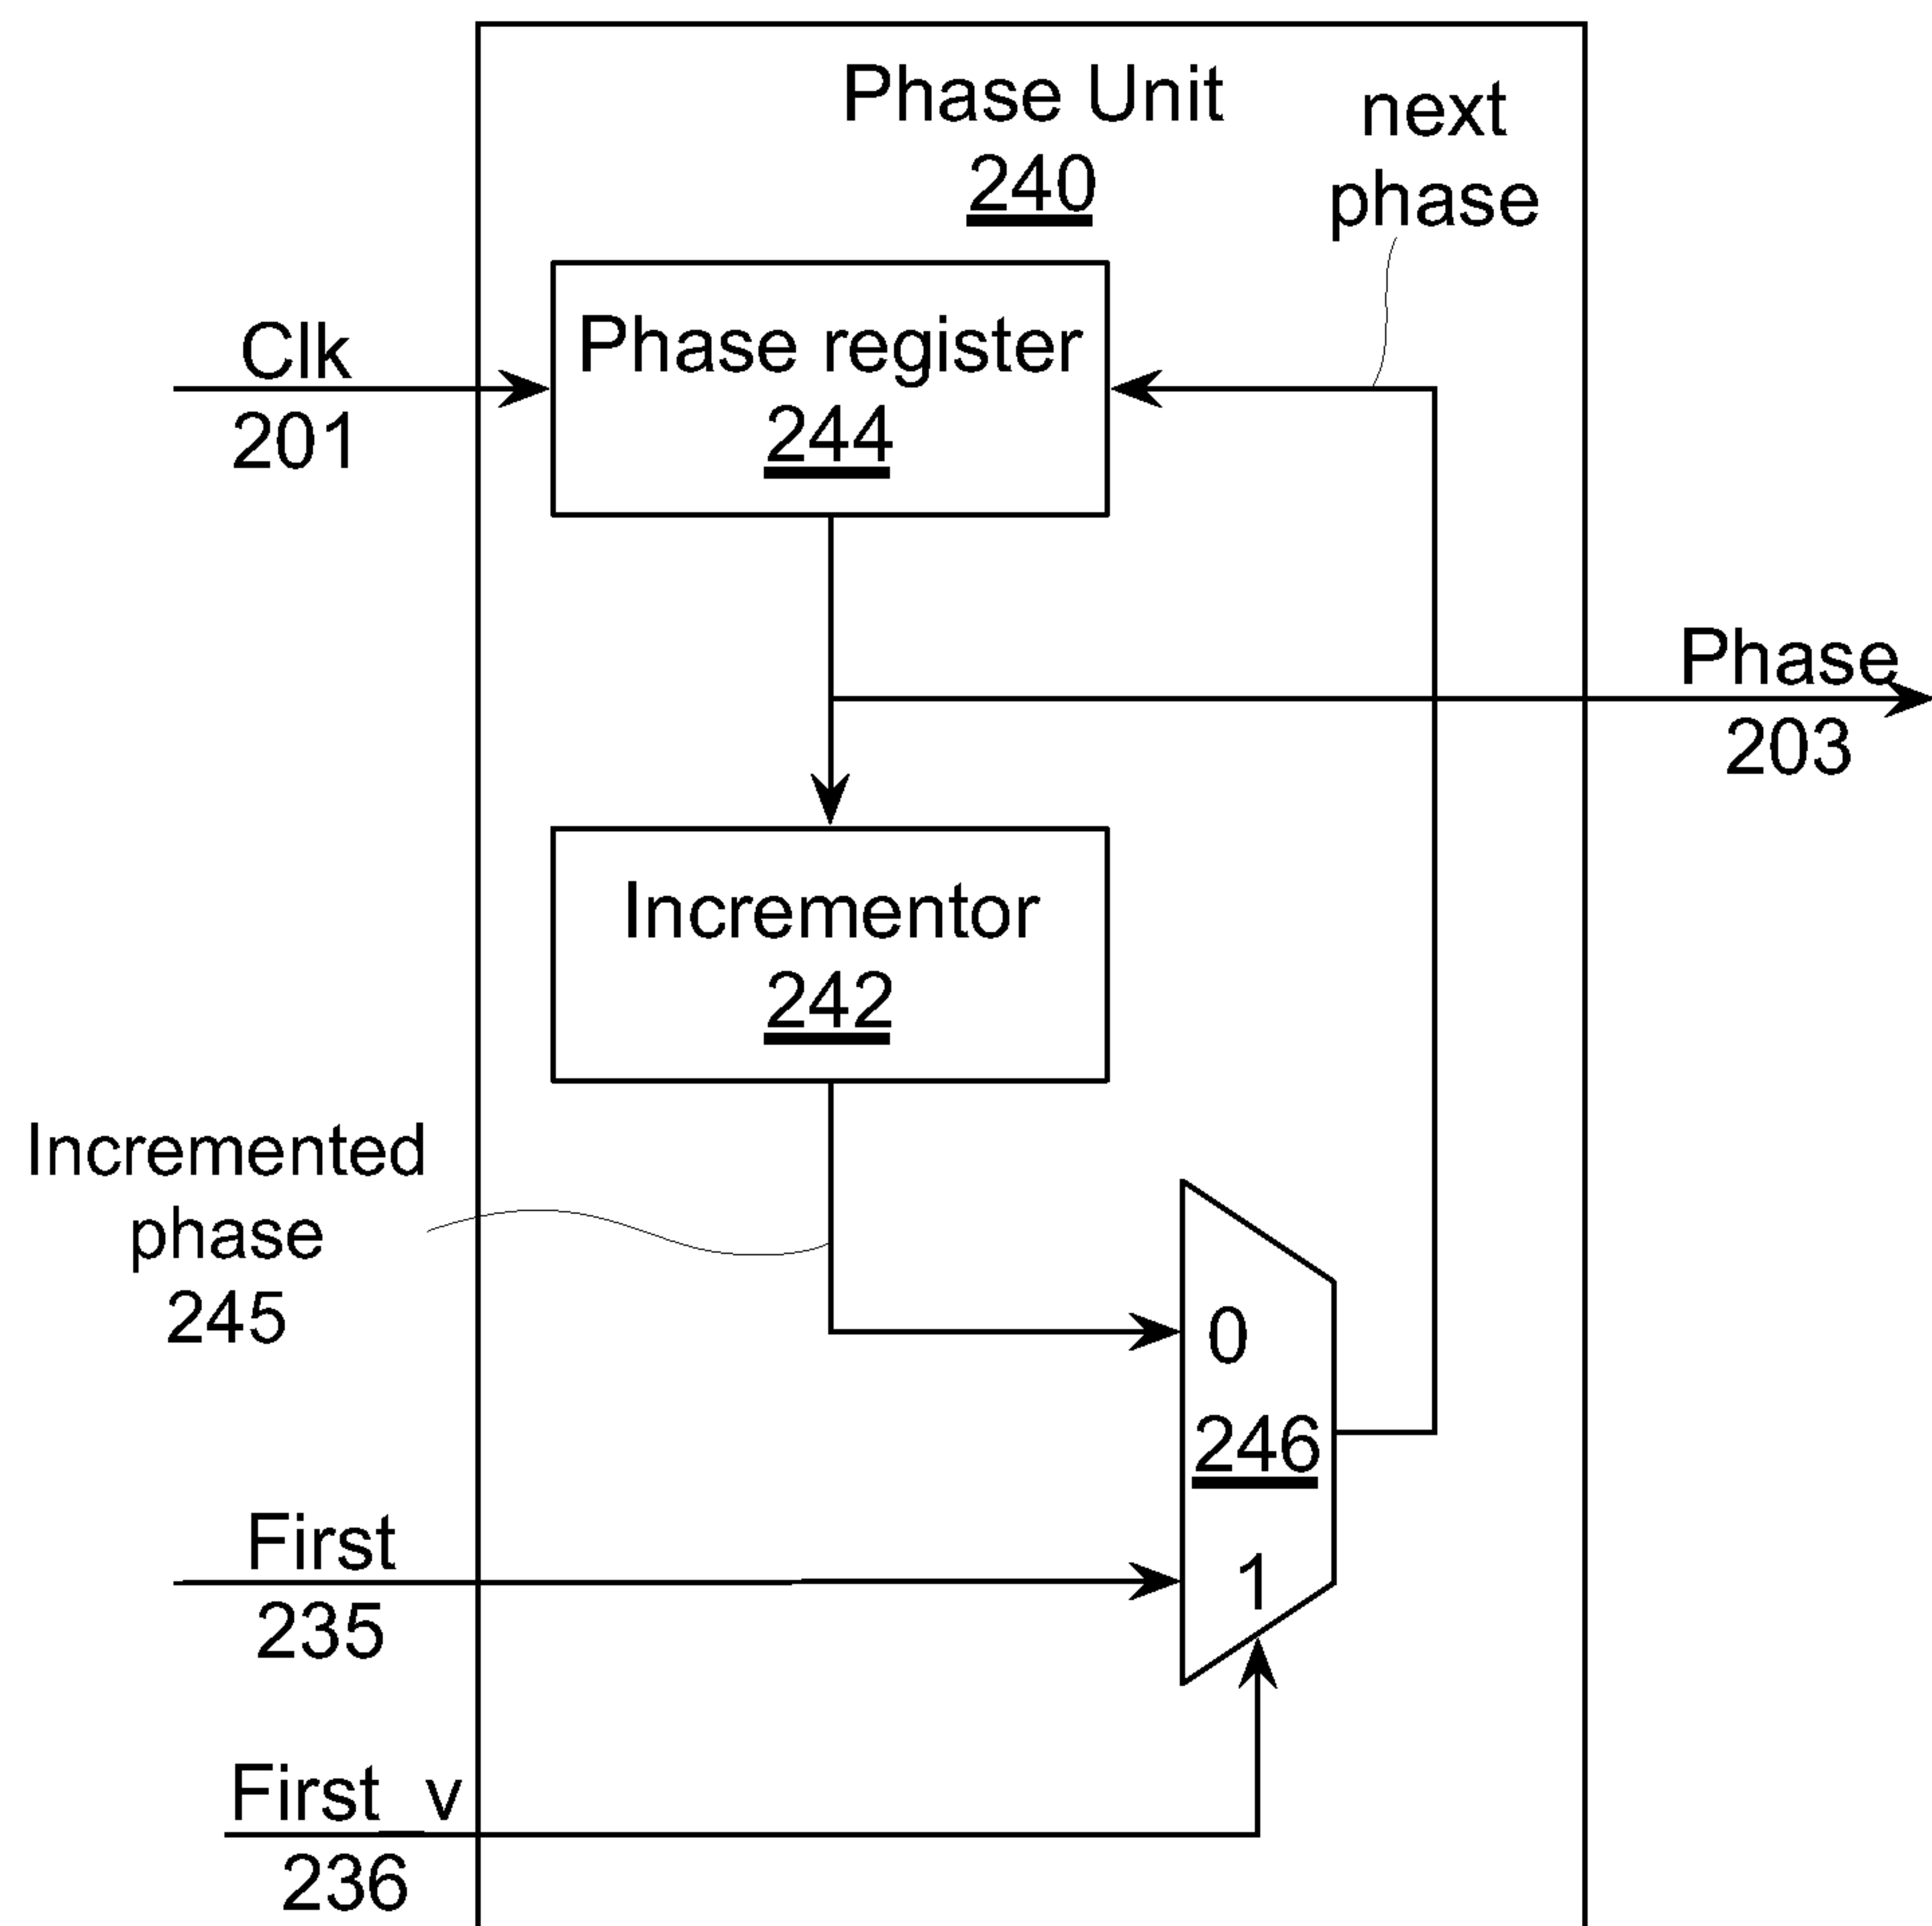 Phase Unit
240
next
phase
Clk
201
Phase register
244
Phase
203
Incrementor
242
Incremented
phase
245
0
246
1
First
235
First_v
236